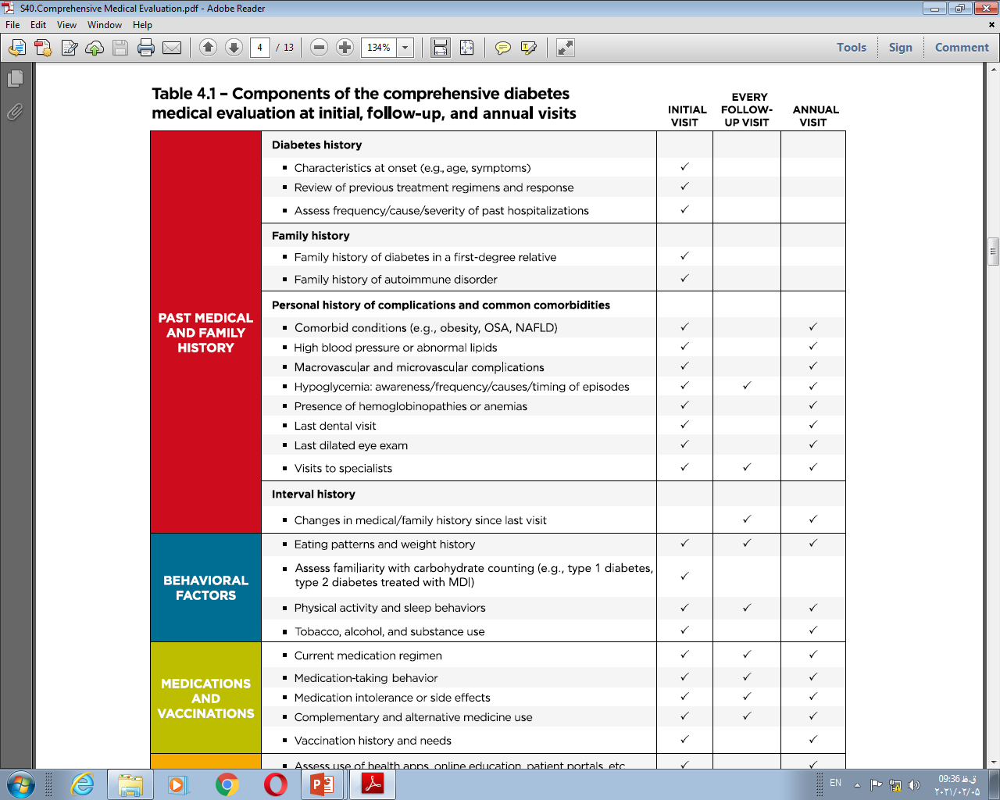 S40.Comprehensive Medical Evaluation.pdf - Adobe Reader
File Edit View Window Help
4 / 13 134% Tools Sign Comment
Table 4.1 – Components of the comprehensive diabetes
medical evaluation at initial, follow-up, and annual visits
INITIAL
VISIT
EVERY
FOLLOW-
UP VISIT
ANNUAL
VISIT
PAST MEDICAL
AND FAMILY
HISTORY
Diabetes history
▪ Characteristics at onset (e.g., age, symptoms) ✓
▪ Review of previous treatment regimens and response ✓
▪ Assess frequency/cause/severity of past hospitalizations ✓
Family history
▪ Family history of diabetes in a first-degree relative ✓
▪ Family history of autoimmune disorder ✓
Personal history of complications and common comorbidities
▪ Comorbid conditions (e.g., obesity, OSA, NAFLD) ✓ ✓
▪ High blood pressure or abnormal lipids ✓ ✓
▪ Macrovascular and microvascular complications ✓ ✓
▪ Hypoglycemia: awareness/frequency/causes/timing of episodes ✓ ✓ ✓
▪ Presence of hemoglobinopathies or anemias ✓ ✓
▪ Last dental visit ✓ ✓
▪ Last dilated eye exam ✓ ✓
▪ Visits to specialists ✓ ✓ ✓
Interval history
▪ Changes in medical/family history since last visit ✓ ✓
BEHAVIORAL
FACTORS
▪ Eating patterns and weight history ✓ ✓ ✓
▪ Assess familiarity with carbohydrate counting (e.g., type 1 diabetes,
type 2 diabetes treated with MDI) ✓
▪ Physical activity and sleep behaviors ✓ ✓ ✓
▪ Tobacco, alcohol, and substance use ✓ ✓
MEDICATIONS
AND
VACCINATIONS
▪ Current medication regimen ✓ ✓ ✓
▪ Medication-taking behavior ✓ ✓ ✓
▪ Medication intolerance or side effects ✓ ✓ ✓
▪ Complementary and alternative medicine use ✓ ✓ ✓
▪ Vaccination history and needs ✓ ✓
▪ Assess use of health apps, online education, patient portals, etc ✓ ✓
EN
09:36 ق.ظ
۲۰۲۱/۰۲/۰۵